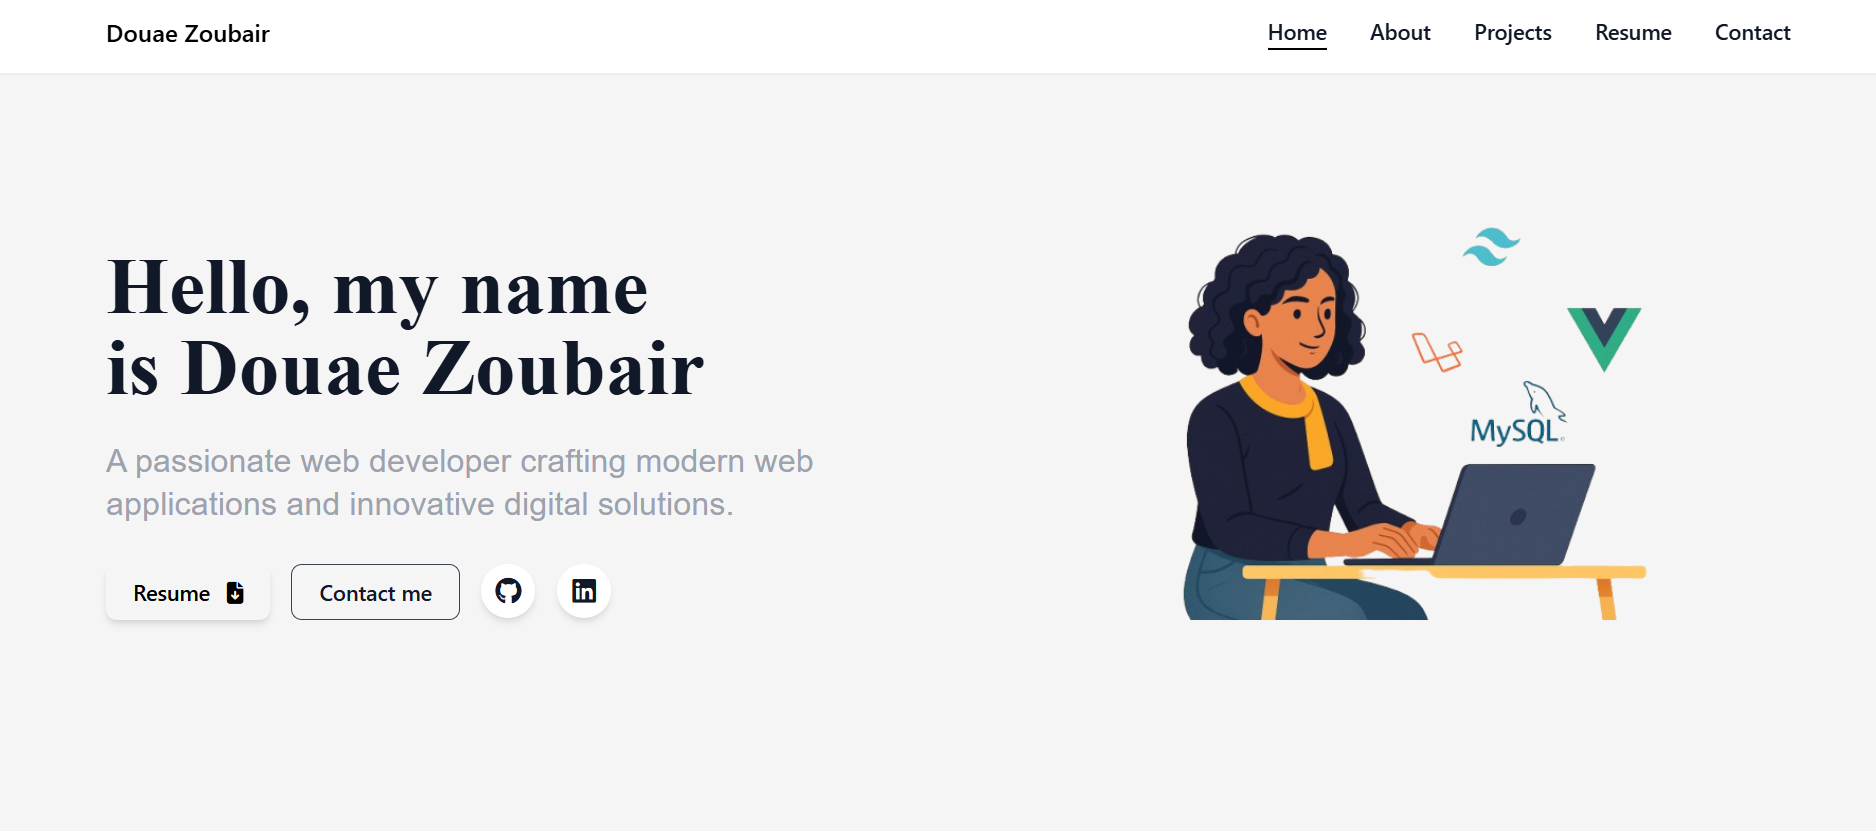 Douae Zoubair
Home About Projects Resume Contact
Hello, my name
is Douae Zoubair
A passionate web developer crafting modern web
applications and innovative digital solutions.
Resume
Contact me
in
MySQL